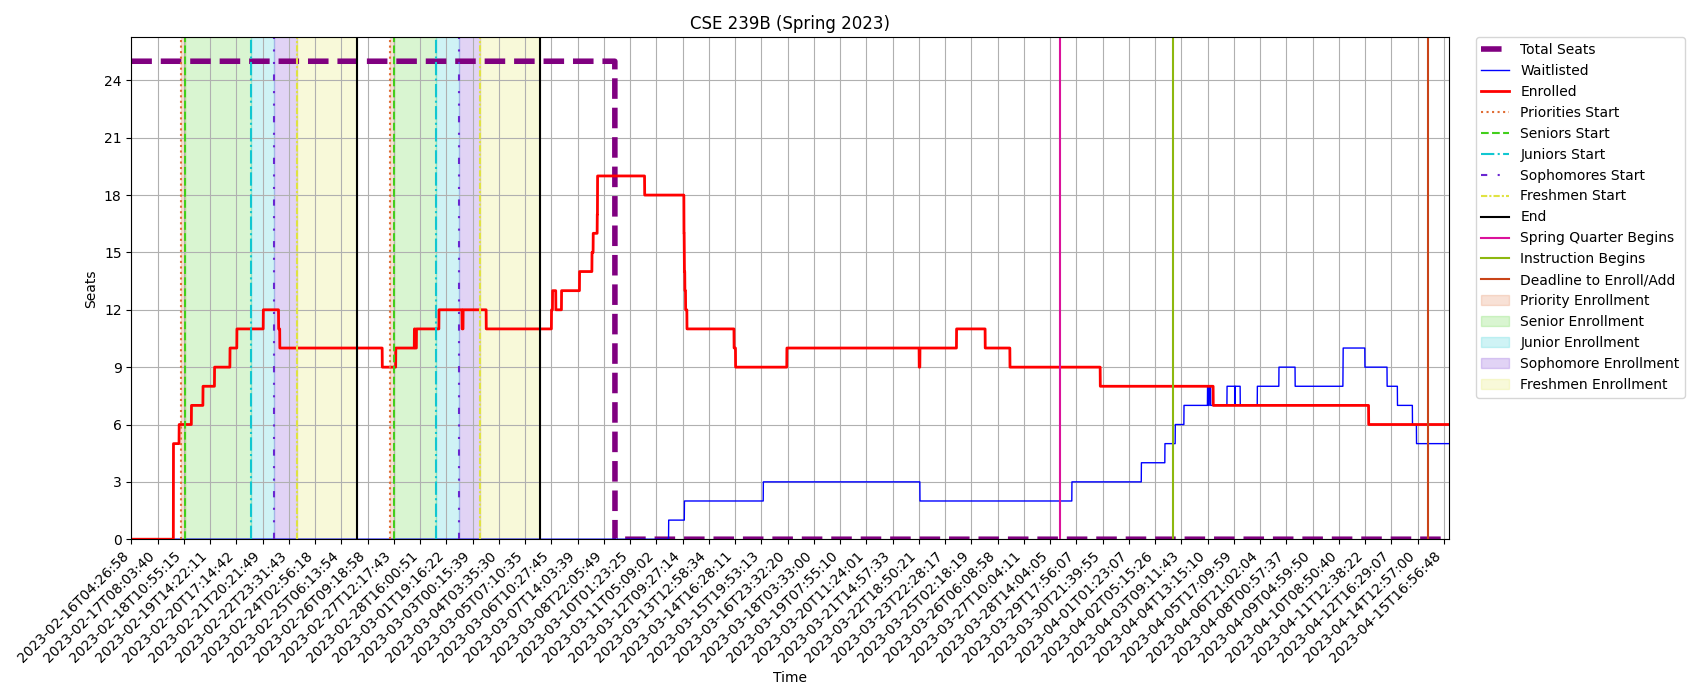 CSE 239B (Spring 2023)
Seats
24
21
18
15
12
9
6
3
0
2023-02-16T04:26:58
2023-02-17T08:03:40
2023-02-18T10:55:15
2023-02-19T14:22:11
2023-02-20T17:14:42
2023-02-21T20:21:49
2023-02-22T23:31:43
2023-02-24T02:56:18
2023-02-25T06:13:54
2023-02-26T09:18:58
2023-02-27T12:17:43
2023-02-28T16:00:51
2023-03-01T19:16:22
2023-03-03T00:15:39
2023-03-04T03:35:30
2023-03-05T07:10:35
2023-03-06T10:27:45
2023-03-07T14:03:39
2023-03-08T22:05:49
2023-03-10T01:23:25
2023-03-11T05:09:02
2023-03-12T09:27:14
2023-03-13T12:58:34
2023-03-14T16:28:11
2023-03-15T19:53:13
2023-03-16T23:32:20
2023-03-18T03:33:00
2023-03-19T07:55:10
2023-03-20T11:24:01
2023-03-21T14:57:33
2023-03-22T18:50:21
2023-03-23T22:28:17
2023-03-25T02:18:19
2023-03-26T06:08:58
2023-03-27T10:04:11
2023-03-28T14:04:05
2023-03-29T17:56:07
2023-03-30T21:39:55
2023-04-01T01:23:07
2023-04-02T05:15:26
2023-04-03T09:11:43
2023-04-04T13:15:10
2023-04-05T17:09:59
2023-04-06T21:02:04
2023-04-08T00:57:37
2023-04-09T04:59:50
2023-04-10T08:50:40
2023-04-11T12:38:22
2023-04-12T16:29:07
2023-04-14T12:57:00
2023-04-15T16:56:48
Time
Total Seats
Waitlisted
Enrolled
Priorities Start
Seniors Start
Juniors Start
Sophomores Start
Freshmen Start
End
Spring Quarter Begins
Instruction Begins
Deadline to Enroll/Add
Priority Enrollment
Senior Enrollment
Junior Enrollment
Sophomore Enrollment
Freshmen Enrollment